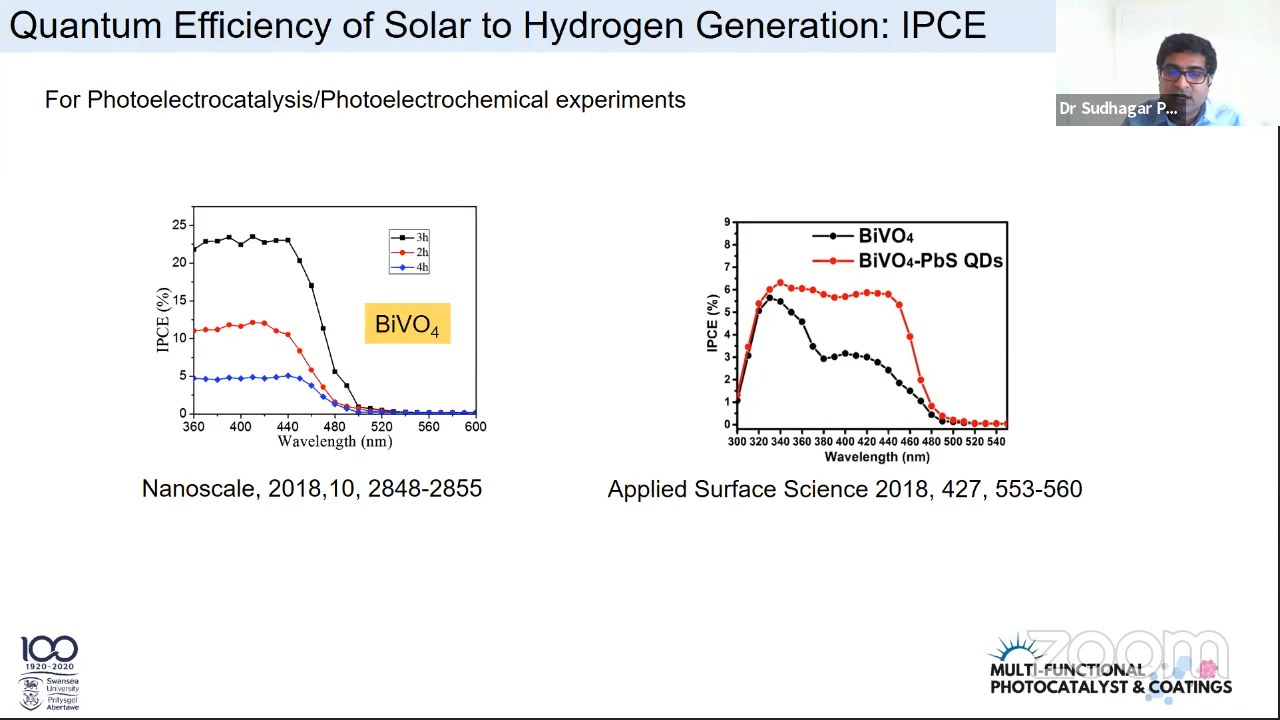 Quantum Efficiency of Solar to Hydrogen Generation: IPCE
Dr Sudhagar P...
For Photoelectrocatalysis/Photoelectrochemical experiments
25
20
15
10
5
0
IPCE (%)
3h
2h
4h
BiVO4
360 400 440 480 520 560 600
Wavelength (nm)
Nanoscale, 2018,10, 2848-2855
9
8
7
6
5
4
3
2
1
0
IPCE (%)
BiVO4
BiVO4-PbS QDs
300 320 340 360 380 400 420 440 460 480 500 520 540
Wavelength (nm)
Applied Surface Science 2018, 427, 553-560
100
1920-2020
Swansea
University
Prifysgol
Abertawe
zoom
MULTI-FUNCTIONAL
PHOTOCATALYST & COATINGS